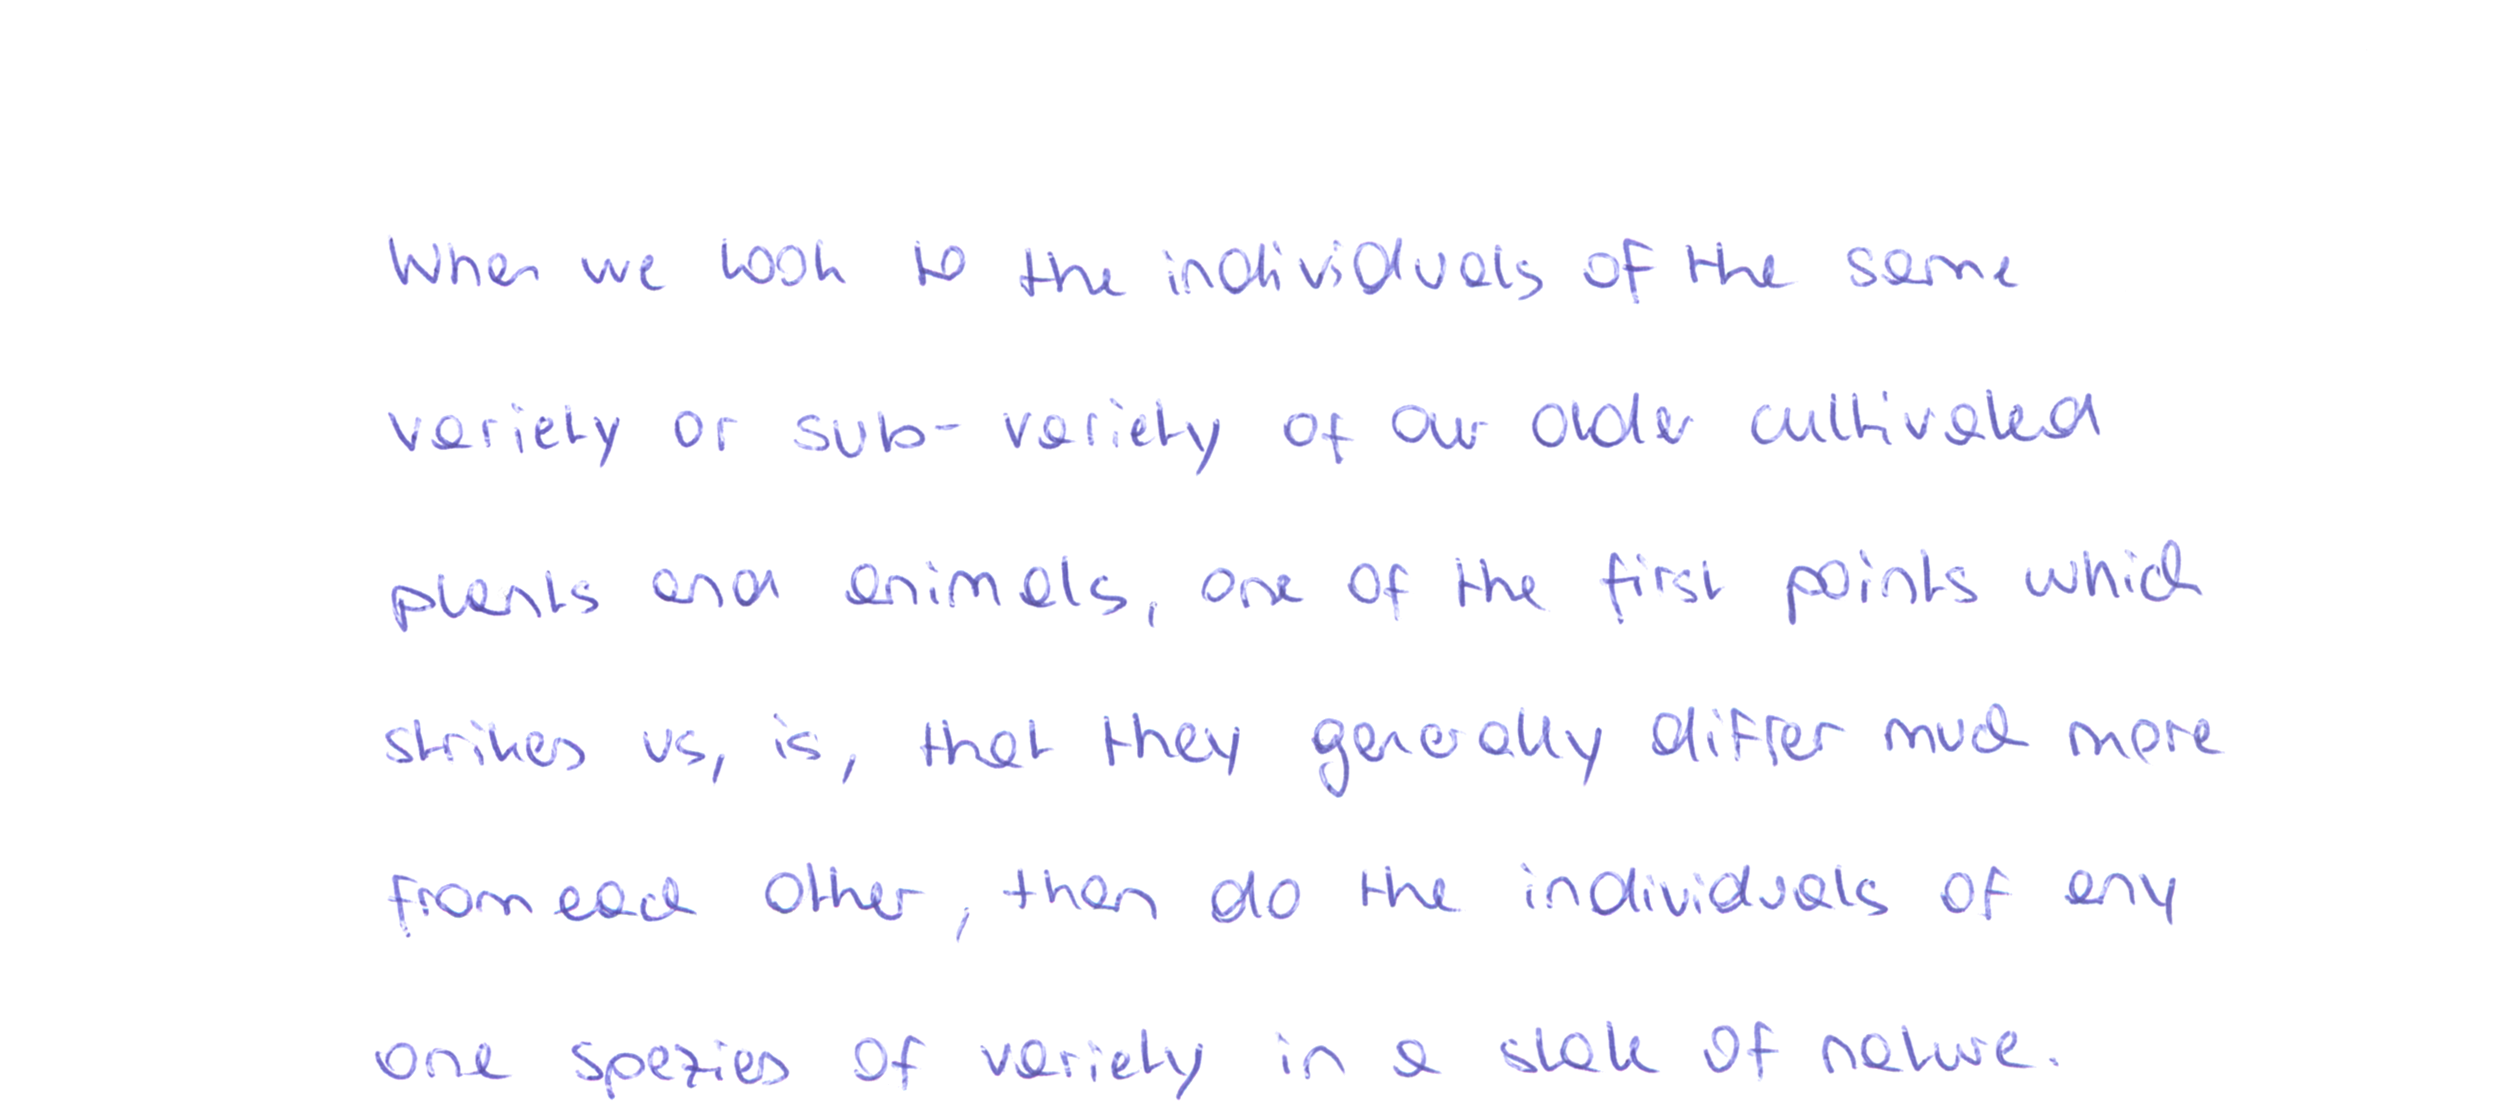 When we look to the individuals of the same
variety or sub-variety of our older cultivated
plants and animals, one of the first points which
strikes us, is, that they generally differ much more
from each other, than do the individuals of any
one spezies of variety in a state of nature.